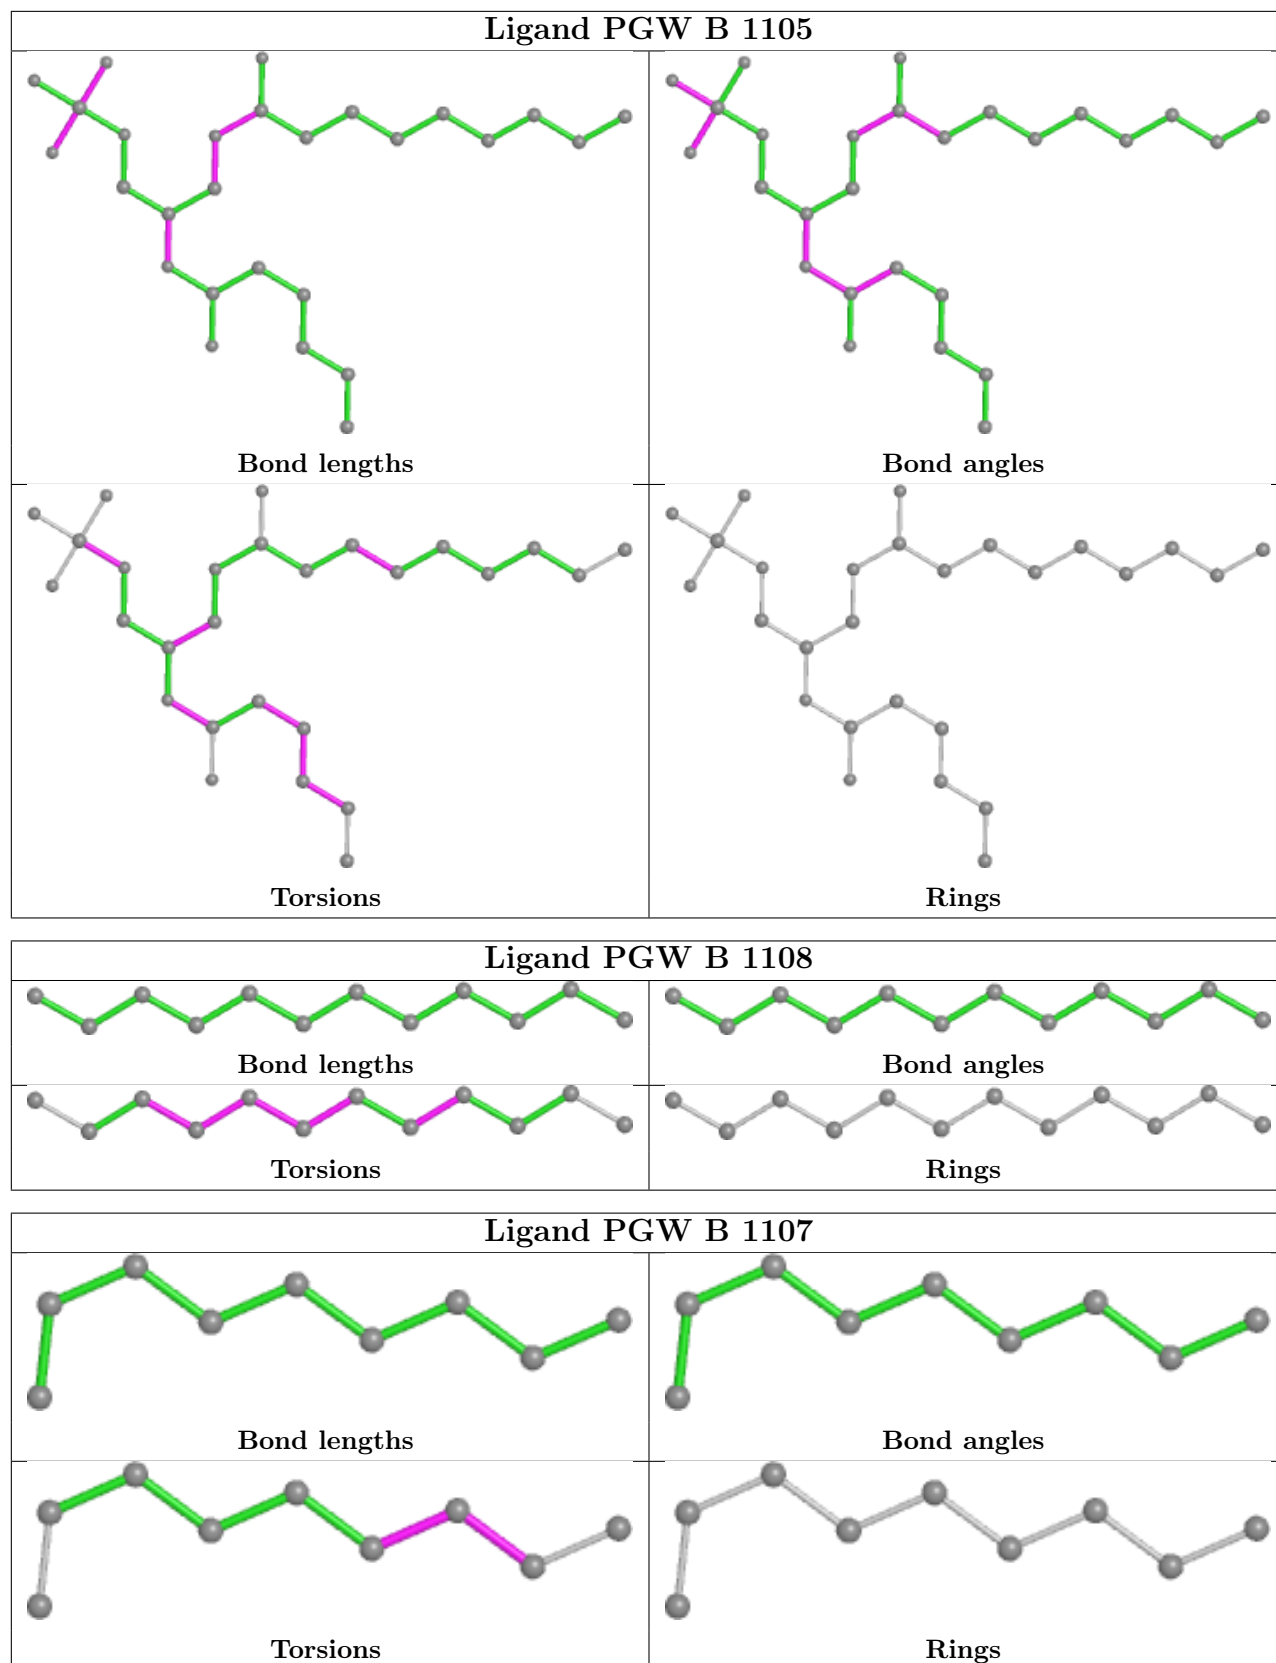 Ligand PGW B 1105
Bond lengths
Bond angles
Torsions
Rings
Ligand PGW B 1108
Bond lengths
Bond angles
Torsions
Rings
Ligand PGW B 1107
Bond lengths
Bond angles
Torsions
Rings